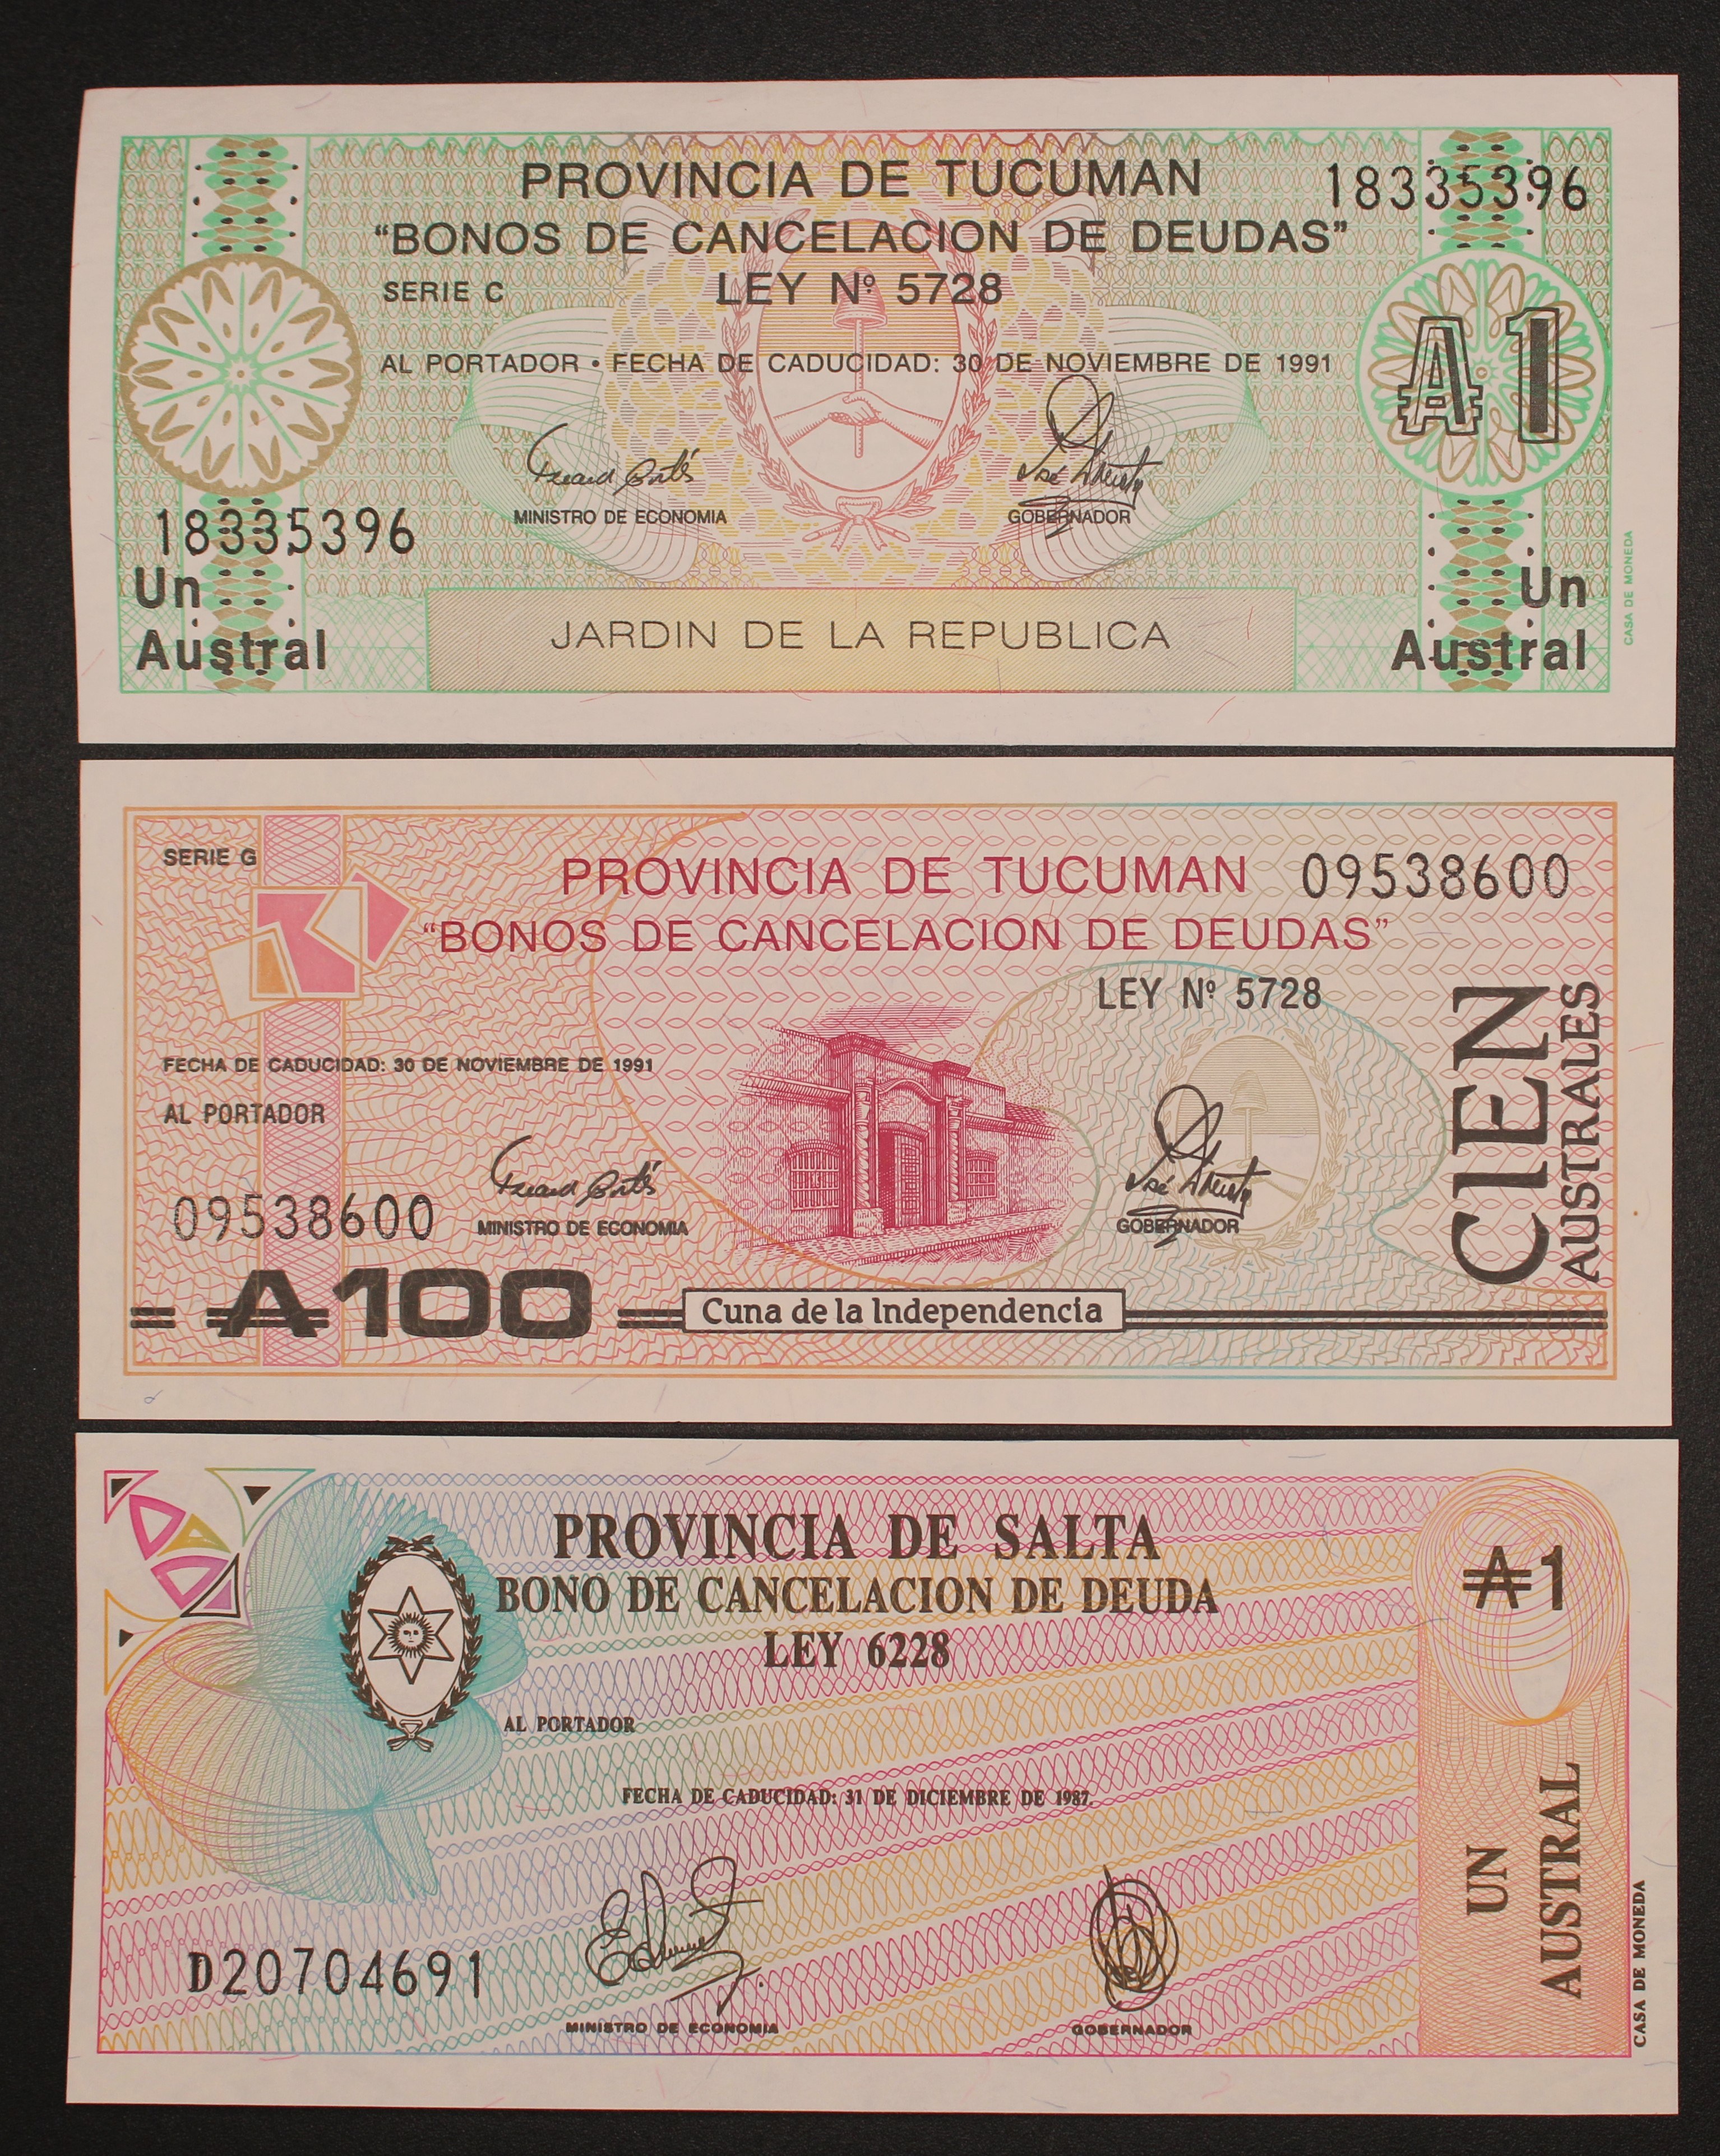 PROVINCIA DE TUCUMAN
18335396
"BONOS DE CANCELACION DE DEUDAS"
SERIE C
LEY Nº 5728
₳1
AL PORTADOR • FECHA DE CADUCIDAD: 30 DE NOVIEMBRE DE 1991
MINISTRO DE ECONOMIA
GOBERNADOR
18335396
Un
Austral
Un
Austral
JARDIN DE LA REPUBLICA
CASA DE MONEDA
SERIE G
PROVINCIA DE TUCUMAN
09538600
"BONOS DE CANCELACION DE DEUDAS"
LEY Nº 5728
FECHA DE CADUCIDAD: 30 DE NOVIEMBRE DE 1991
AL PORTADOR
09538600
MINISTRO DE ECONOMIA
GOBERNADOR
₳100
Cuna de la Independencia
CIEN
AUSTRALES
PROVINCIA DE SALTA
BONO DE CANCELACION DE DEUDA
LEY 6228
₳1
AL PORTADOR
FECHA DE CADUCIDAD: 31 DE DICIEMBRE DE 1987.
D20704691
MINISTRO DE ECONOMIA
GOBERNADOR
UN
AUSTRAL
CASA DE MONEDA